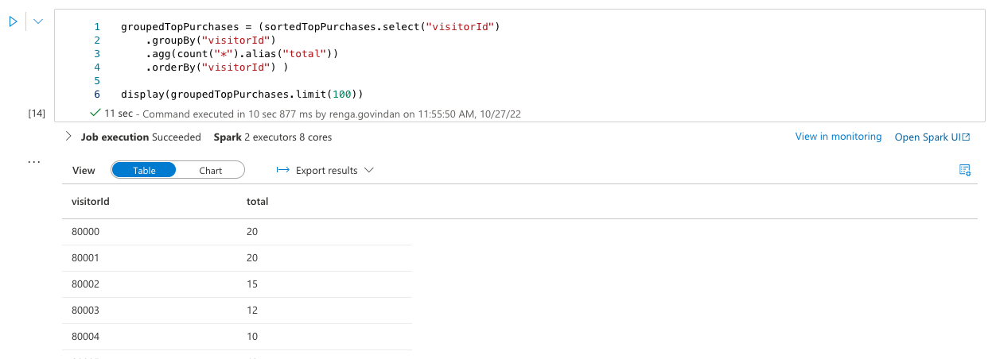 1 groupedTopPurchases = (sortedTopPurchases.select("visitorId")
2 .groupBy("visitorId")
3 .agg(count("*").alias("total"))
4 .orderBy("visitorId") )
5
6 display(groupedTopPurchases.limit(100))
[14] 11 sec - Command executed in 10 sec 877 ms by renga.govindan on 11:55:50 AM, 10/27/22
Job execution Succeeded Spark 2 executors 8 cores View in monitoring Open Spark UI
...
View Table Chart Export results
visitorId total
80000 20
80001 20
80002 15
80003 12
80004 10